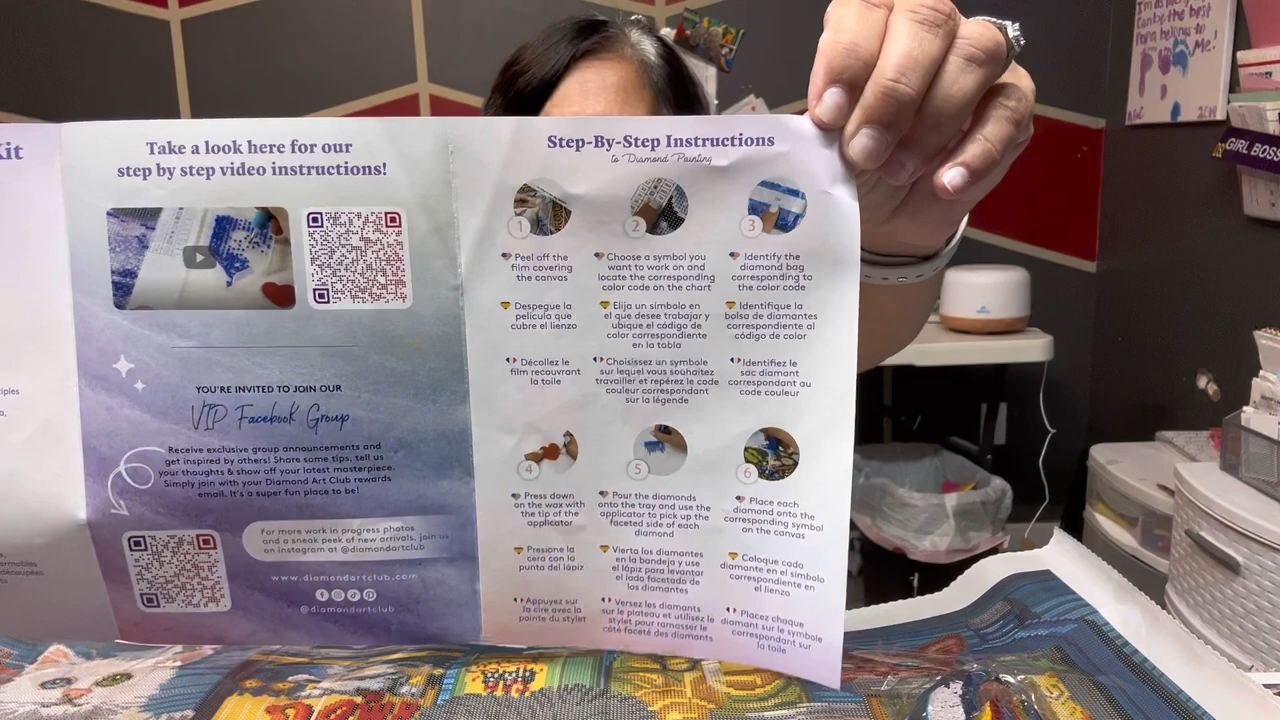 Kit
Take a look here for our
step by step video instructions!
YOU'RE INVITED TO JOIN OUR
VIP Facebook Group
Receive exclusive group announcements and
get inspired by others! Share some tips, tell us
your thoughts & show off your latest masterpiece.
Simply join with your Diamond Art Club rewards
email. It's a super fun place to be!
For more work in progress photos
and a sneak peek of new arrivals, join us
on instagram at @diamondartclub
www.diamondartclub.com
@diamondartclub
Step-By-Step Instructions
to Diamond Painting
1
Peel off the
film covering
the canvas
Despegue la
película que
cubre el lienzo
Décollez le
film recouvrant
la toile
2
Choose a symbol you
want to work on and
locate the corresponding
color code on the chart
Elija un símbolo en
el que desee trabajar y
ubique el código de
color correspondiente
en la tabla
Choisissez un symbole
sur lequel vous souhaitez
travailler et repérez le code
couleur correspondant
sur la légende
3
Identify the
diamond bag
corresponding to
the color code
Identifique la
bolsa de diamantes
correspondiente al
código de color
Identifiez le
sac diamant
correspondant au
code couleur
4
Press down
on the wax with
the tip of the
applicator
Presione la
cera con la
punta del lápiz
Appuyez sur
la cire avec la
pointe du stylet
5
Pour the diamonds
onto the tray and use the
applicator to pick up the
faceted side of each
diamond
Vierta los diamantes
en la bandeja y use
el lápiz para levantar
el lado facetado de
los diamantes
Versez les diamants
sur le plateau et utilisez le
stylet pour ramasser le
côté faceté des diamants
6
Place each
diamond onto the
corresponding symbol
on the canvas
Coloque cada
diamante en el símbolo
correspondiente en
el lienzo
Placez chaque
diamant sur le symbole
correspondant sur
la toile
Can be the best
Papa belongs to
Me!
GIRL BOSS